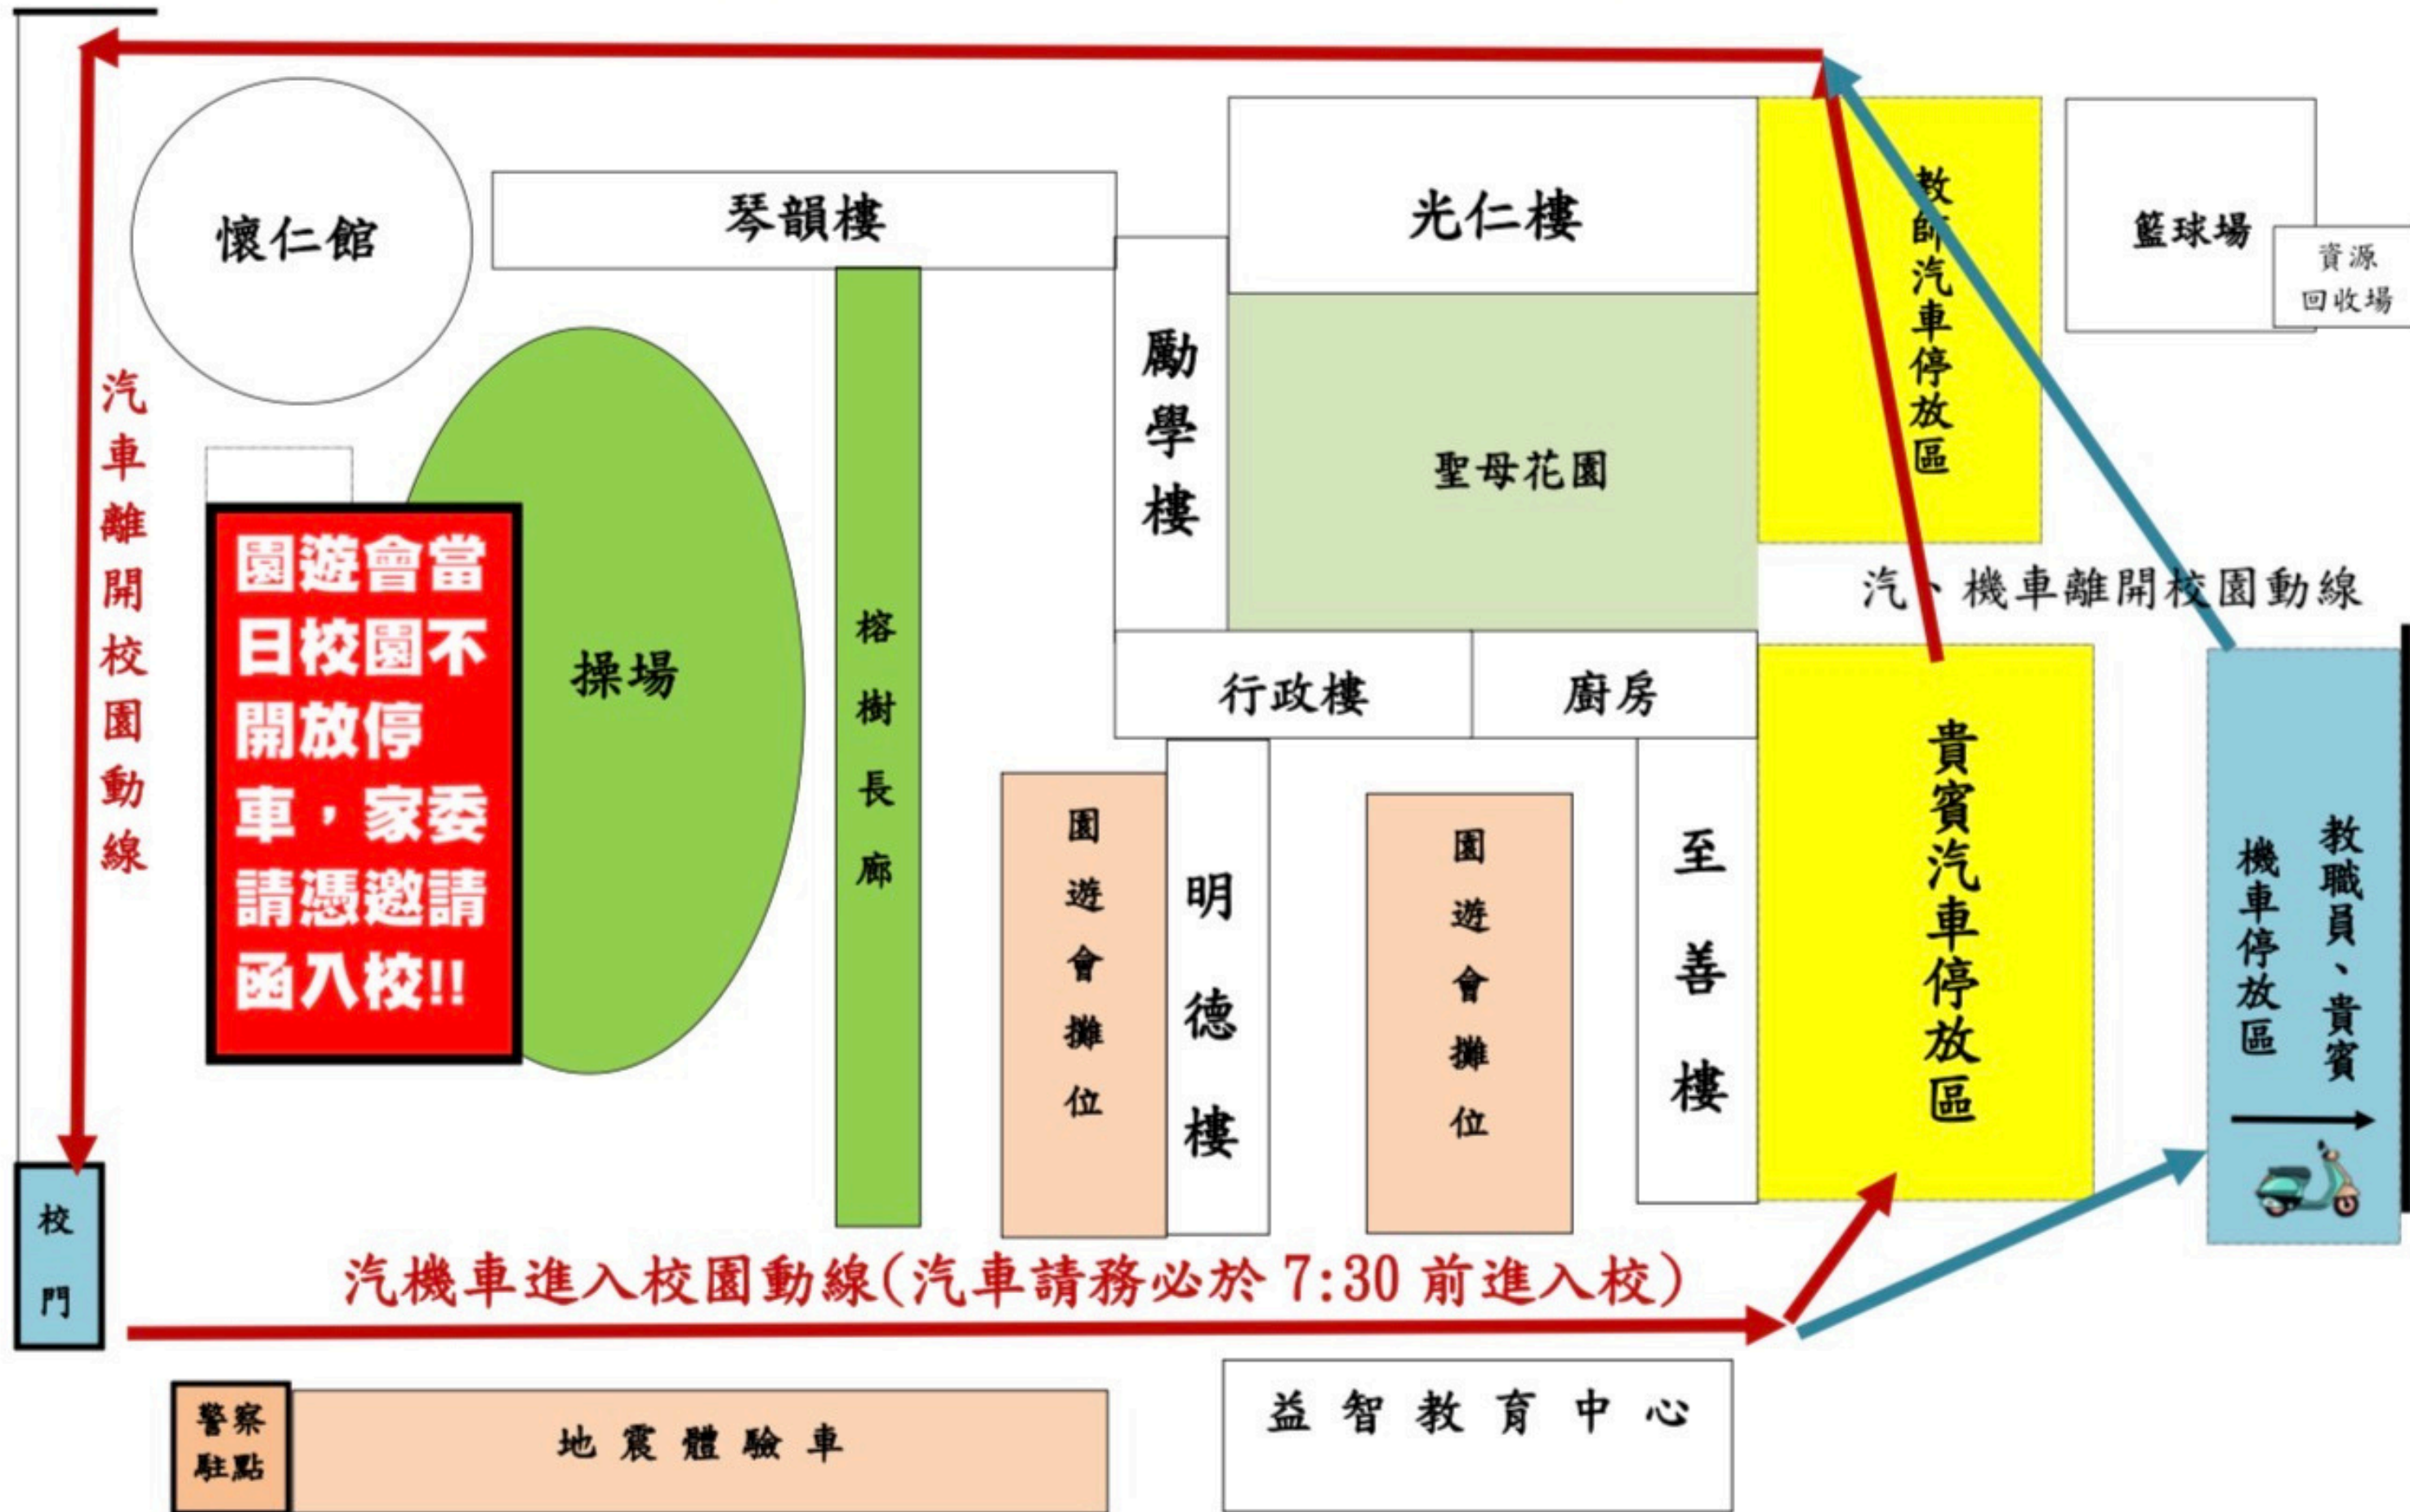 懷仁館
琴韻樓
光仁樓
教師汽車停放區
籃球場
資源
回收場
汽車離開校園動線
勵學樓
聖母花園
汽、機車離開校園動線
園遊會當
日校園不
開放停
車，家委
請憑邀請
函入校!!
操場
榕樹長廊
行政樓
廚房
園遊會攤位
明德樓
園遊會攤位
至善樓
貴賓汽車停放區
教職員、貴賓
機車停放區
校門
汽機車進入校園動線(汽車請務必於 7:30 前進入校)
警察
駐點
地震體驗車
益智教育中心